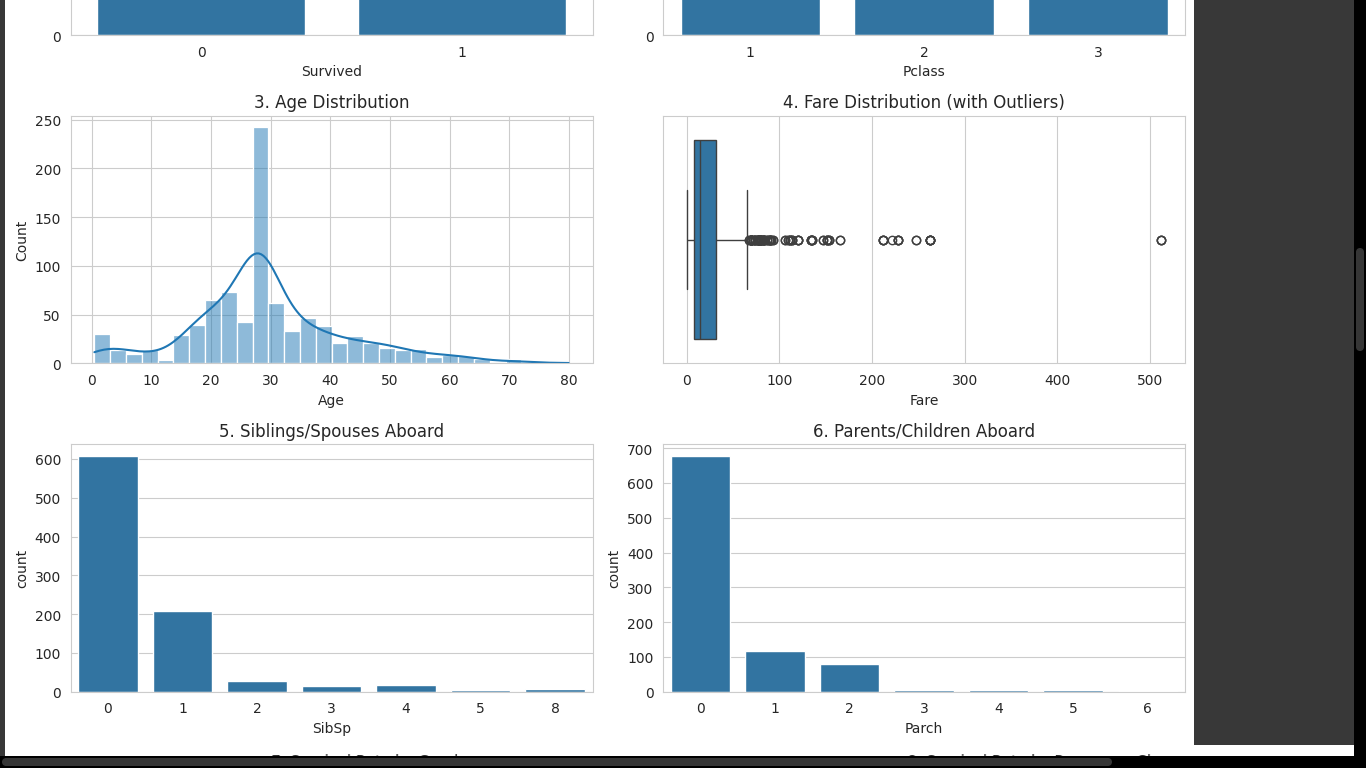 0
0 1
Survived
0
1 2 3
Pclass
3. Age Distribution
250
200
150
100
50
0
Count
0 10 20 30 40 50 60 70 80
Age
4. Fare Distribution (with Outliers)
0 100 200 300 400 500
Fare
5. Siblings/Spouses Aboard
600
500
400
300
200
100
0
count
0 1 2 3 4 5 8
SibSp
6. Parents/Children Aboard
700
600
500
400
300
200
100
0
count
0 1 2 3 4 5 6
Parch